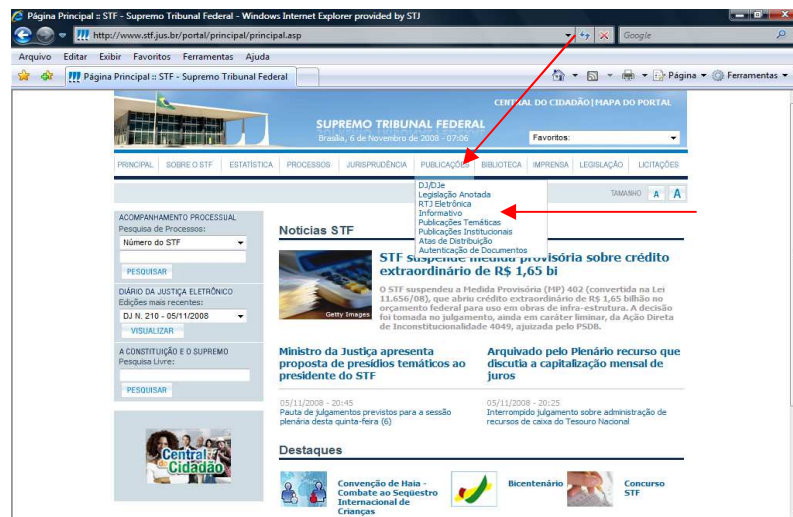 Página Principal :: STF - Supremo Tribunal Federal - Windows Internet Explorer provided by STJ
http://www.stf.jus.br/portal/principal/principal.asp
Google
Arquivo Editar Exibir Favoritos Ferramentas Ajuda
Página Principal :: STF - Supremo Tribunal Federal
Página Ferramentas
CENTRAL DO CIDADÃO | MAPA DO PORTAL
SUPREMO TRIBUNAL FEDERAL
Brasília, 6 de Novembro de 2008 - 07:06
Favoritos:
PRINCIPAL SOBRE O STF ESTATÍSTICA PROCESSOS JURISPRUDÊNCIA PUBLICAÇÕES BIBLIOTECA IMPRENSA LEGISLAÇÃO LICITAÇÕES
TAMANHO A A
DJ/DJe
Legislação Anotada
RTJ Eletrônica
Informativo
Publicações Temáticas
Publicações Institucionais
Atas de Distribuição
Autenticação de Documentos
ACOMPANHAMENTO PROCESSUAL
Pesquisa de Processos:
Número do STF
PESQUISAR
DIÁRIO DA JUSTIÇA ELETRÔNICO
Edições mais recentes:
DJ N. 210 - 05/11/2008
VISUALIZAR
A CONSTITUIÇÃO E O SUPREMO
Pesquisa Livre:
PESQUISAR
Central do Cidadão
Notícias STF
Getty Images
STF suspende medida provisória sobre crédito
extraordinário de R$ 1,65 bi
O STF suspendeu a Medida Provisória (MP) 402 (convertida na Lei
11.656/08), que abriu crédito extraordinário de R$ 1,65 bilhão no
orçamento federal para uso em obras de infra-estrutura. A decisão
foi tomada no julgamento, ainda em caráter liminar, da Ação Direta
de Inconstitucionalidade 4049, ajuizada pelo PSDB.
Ministro da Justiça apresenta
proposta de presídios temáticos ao
presidente do STF
Arquivado pelo Plenário recurso que
discutia a capitalização mensal de
juros
05/11/2008 - 20:45
Pauta de julgamentos previstos para a sessão
plenária desta quinta-feira (6)
05/11/2008 - 20:25
Interrompido julgamento sobre administração de
recursos de caixa do Tesouro Nacional
Destaques
Convenção de Haia -
Combate ao Seqüestro
Internacional de
Crianças
Bicentenário
Concurso
STF